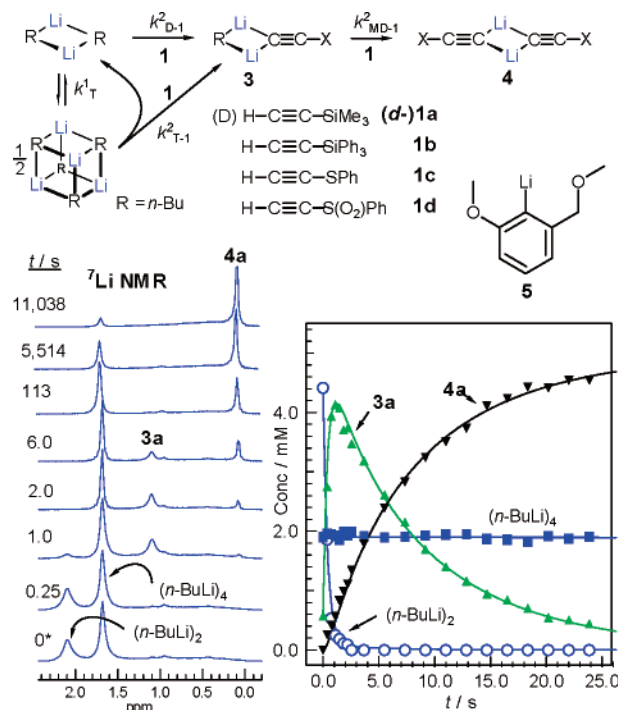 Li
R R
Li
k²D-1
1
Li
R C≡C–X
Li
3
k²MD-1
1
Li
X–C≡C C≡C–X
Li
4
k¹T
1
k²T-1
1/2
Li
R R
Li Li
R
R
Li
R = n-Bu
(D) H–C≡C–SiMe3 (d-)1a
H–C≡C–SiPh3 1b
H–C≡C–SPh 1c
H–C≡C–S(O2)Ph 1d
Li
O O
5
t / s
⁷Li NMR
4a
11,038
5,514
113
6.0
3a
2.0
1.0
0.25
(n-BuLi)4
0*
(n-BuLi)2
2.0 1.5 1.0 0.5 0.0
ppm
Conc / mM
4.0
2.0
0.0
3a
4a
(n-BuLi)4
(n-BuLi)2
0.0 5.0 10.0 15.0 20.0 25.0
t / s